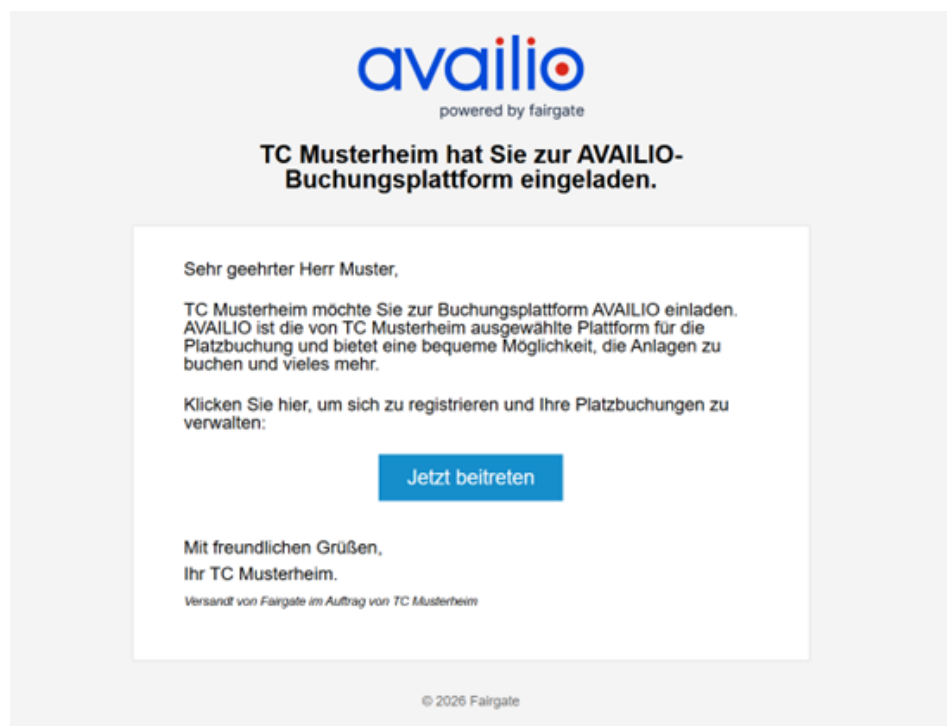 availio
powered by fairgate
TC Musterheim hat Sie zur AVAILIO-
Buchungsplattform eingeladen.
Sehr geehrter Herr Muster,
TC Musterheim möchte Sie zur Buchungsplattform AVAILIO einladen.
AVAILIO ist die von TC Musterheim ausgewählte Plattform für die
Platzbuchung und bietet eine bequeme Möglichkeit, die Anlagen zu
buchen und vieles mehr.
Klicken Sie hier, um sich zu registrieren und Ihre Platzbuchungen zu
verwalten:
Jetzt beitreten
Mit freundlichen Grüßen,
Ihr TC Musterheim.
Versandt von Fairgate im Auftrag von TC Musterheim
© 2026 Fairgate